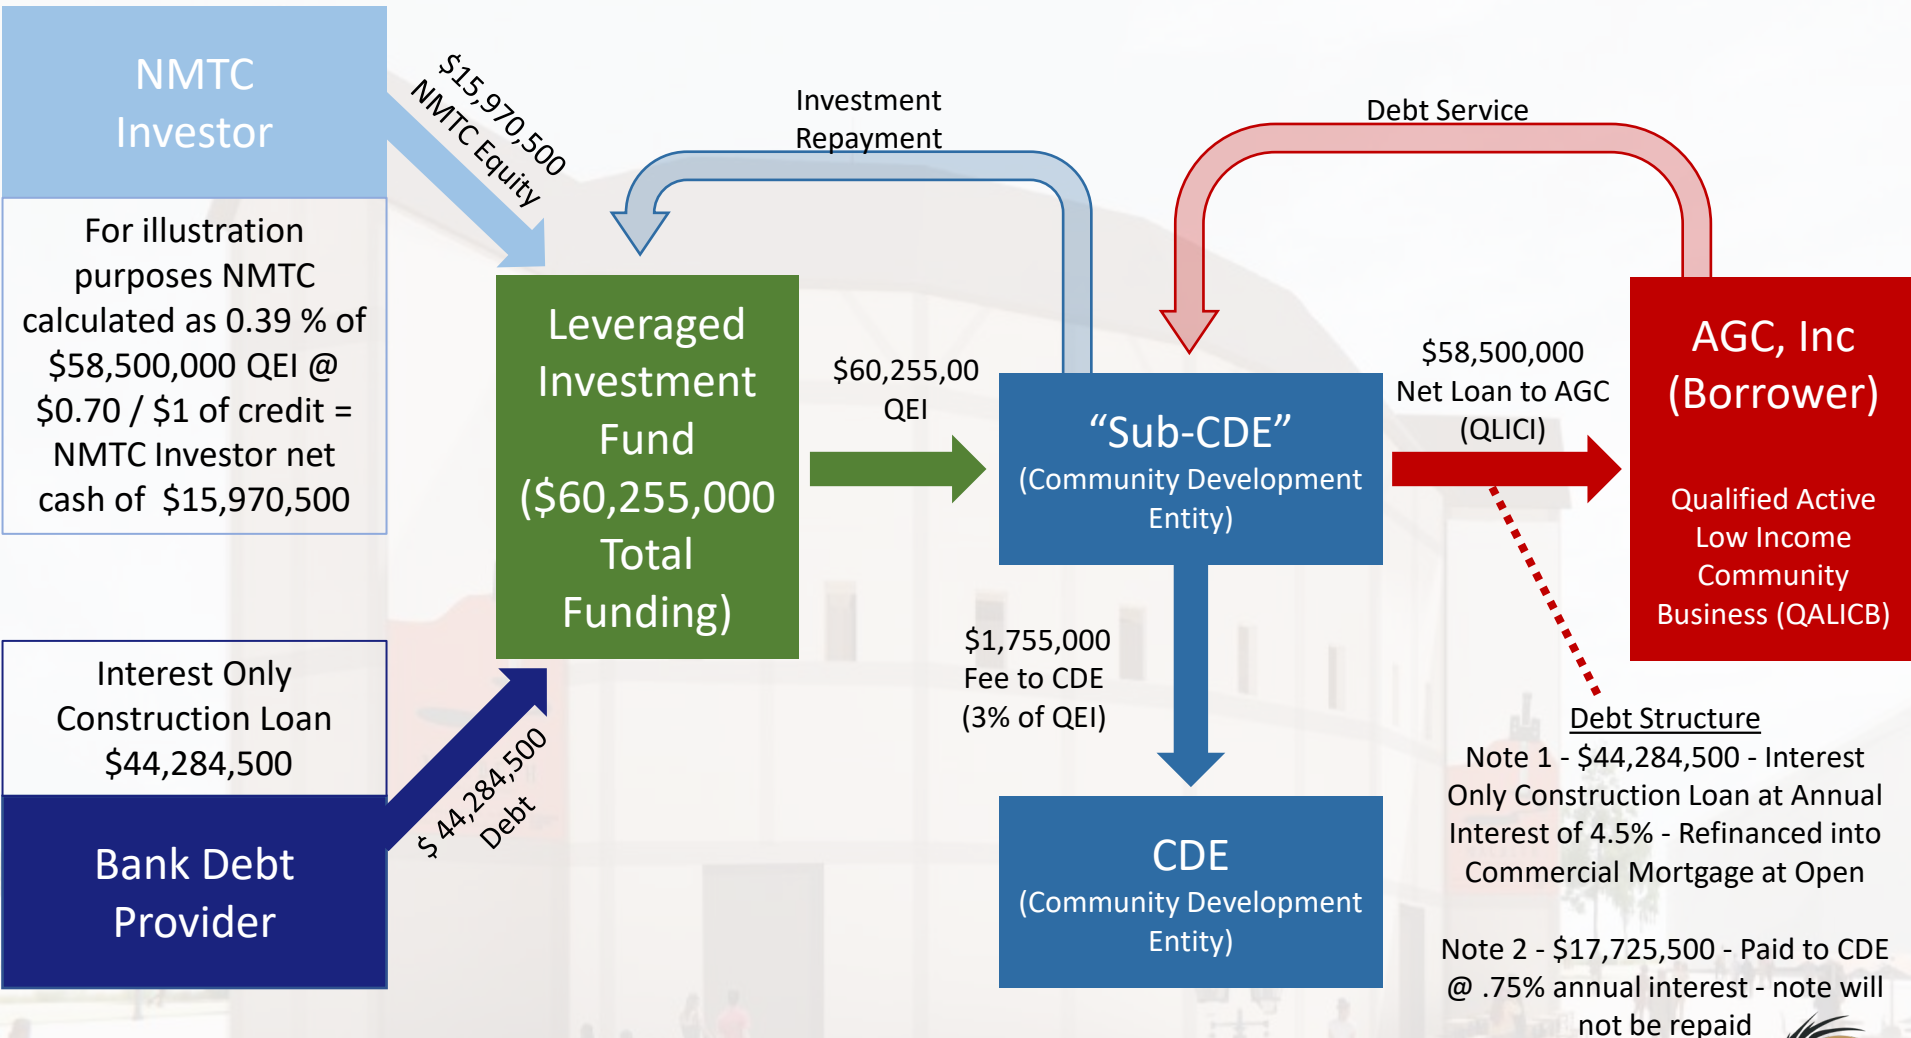 NMTC
Investor
For illustration
purposes NMTC
calculated as 0.39 % of
$58,500,000 QEI @
$0.70 / $1 of credit =
NMTC Investor net
cash of $15,970,500
$15,970,500
NMTC Equity
Interest Only
Construction Loan
$44,284,500
Bank Debt
Provider
$ 44,284,500
Debt
Leveraged
Investment
Fund
($60,255,000
Total
Funding)
Investment
Repayment
$60,255,00
QEI
"Sub-CDE"
(Community Development
Entity)
$1,755,000
Fee to CDE
(3% of QEI)
CDE
(Community Development
Entity)
Debt Service
$58,500,000
Net Loan to AGC
(QLICI)
AGC, Inc
(Borrower)
Qualified Active
Low Income
Community
Business (QALICB)
Debt Structure
Note 1 - $44,284,500 - Interest
Only Construction Loan at Annual
Interest of 4.5% - Refinanced into
Commercial Mortgage at Open
Note 2 - $17,725,500 - Paid to CDE
@ .75% annual interest - note will
not be repaid